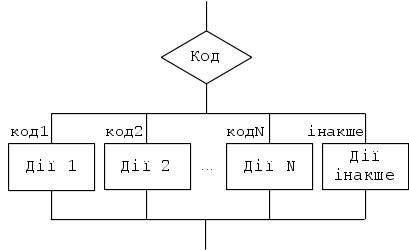 Код
код1 код2 кодN інакше
Дії 1 Дії 2 ... Дії N Дії
інакше